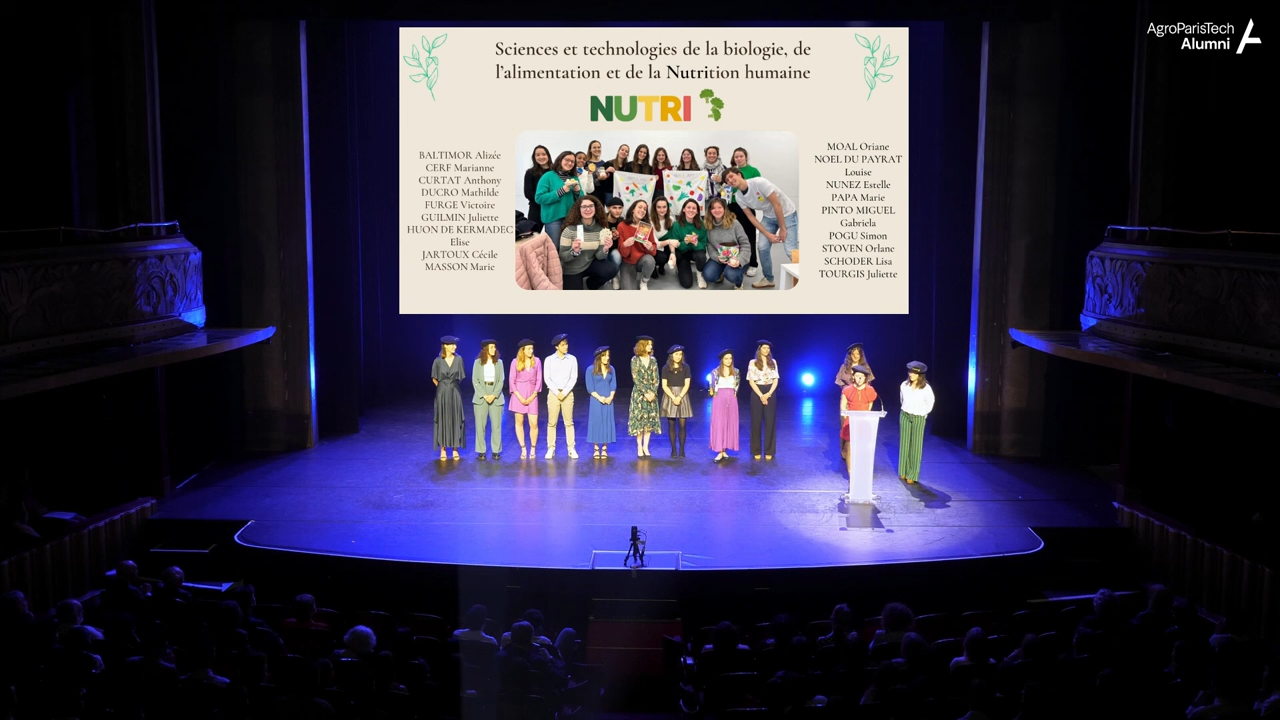 AgroParisTech
Alumni
Sciences et technologies de la biologie, de
l'alimentation et de la Nutrition humaine
NUTRI
BALTIMOR Alizée
CERF Marianne
CURTAT Anthony
DUCRO Mathilde
FURGE Victoire
GUILMIN Juliette
HUON DE KERMADEC
Elise
JARTOUX Cécile
MASSON Marie
MOAL Oriane
NOEL DU PAYRAT
Louise
NUNEZ Estelle
PAPA Marie
PINTO MIGUEL
Gabriela
POGU Simon
STOVEN Orlane
SCHODER Lisa
TOURGIS Juliette